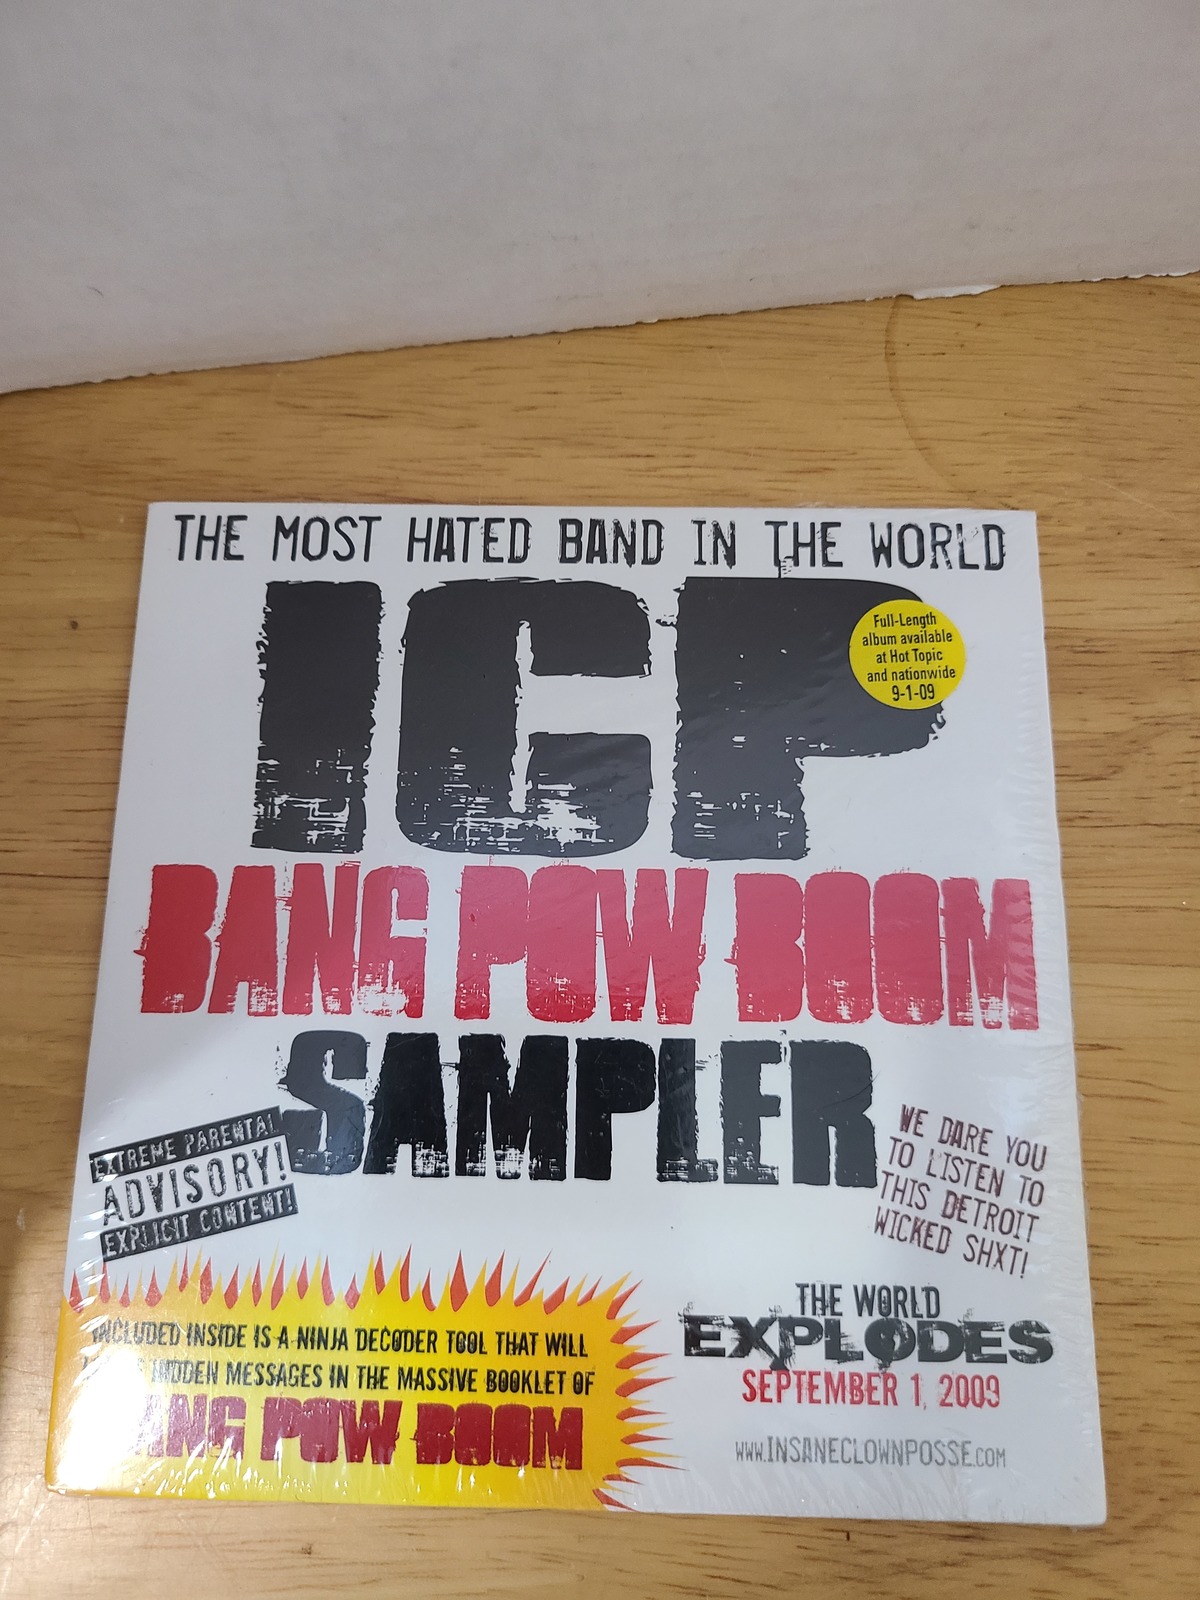 THE MOST HATED BAND IN THE WORLD
ICP
Full-Length
album available
at Hot Topic
and nationwide
9-1-09
BANG POW BOOM
SAMPLER
EXTREME PARENTAL
ADVISORY!
EXPLICIT CONTENT!
WE DARE YOU
TO LISTEN TO
THIS DETROIT
WICKED SHXT!
INCLUDED INSIDE IS A NINJA DECODER TOOL THAT WILL
HIDDEN MESSAGES IN THE MASSIVE BOOKLET OF
BANG POW BOOM
THE WORLD
EXPLODES
SEPTEMBER 1, 2009
WWW.INSANECLOWNPOSSE.COM